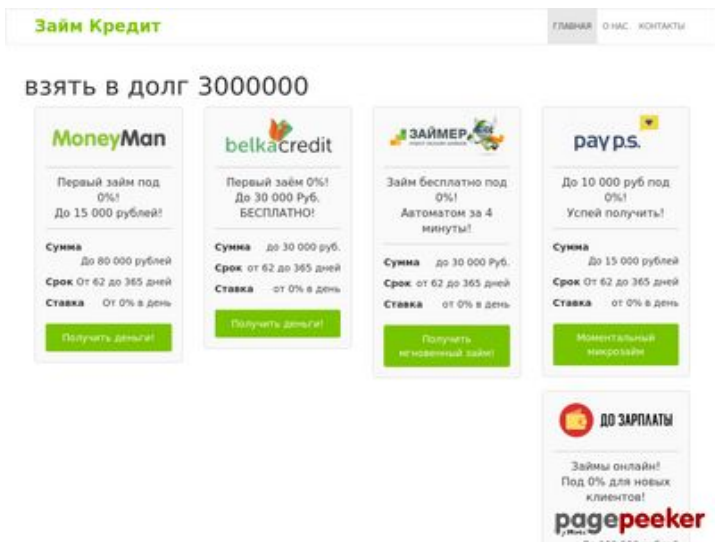 Займ Кредит
ГЛАВНАЯ О НАС КОНТАКТЫ
взять в долг 3000000
MoneyMan
Первый займ под
0%!
До 15 000 рублей!
Сумма
До 80 000 рублей
Срок От 62 до 365 дней
Ставка От 0% в день
Получить деньги!
belkacredit
Первый заём 0%!
До 30 000 Руб.
БЕСПЛАТНО!
Сумма до 30 000 руб.
Срок от 62 до 365 дней
Ставка от 0% в день
Получить деньги!
ЗАЙМЕР
Займ бесплатно под
0%!
Автоматом за 4
минуты!
Сумма до 30 000 Руб.
Срок от 62 до 365 дней
Ставка от 0% в день
Получить
мгновенный займ!
pay p.s.
До 10 000 руб под
0%!
Успей получить!
Сумма
До 15 000 рублей
Срок От 62 до 365 дней
Ставка От 0% в день
Моментальный
микрозайм
ДО ЗАРПЛАТЫ
Займы онлайн!
Под 0% для новых
клиентов!
pagepeeker